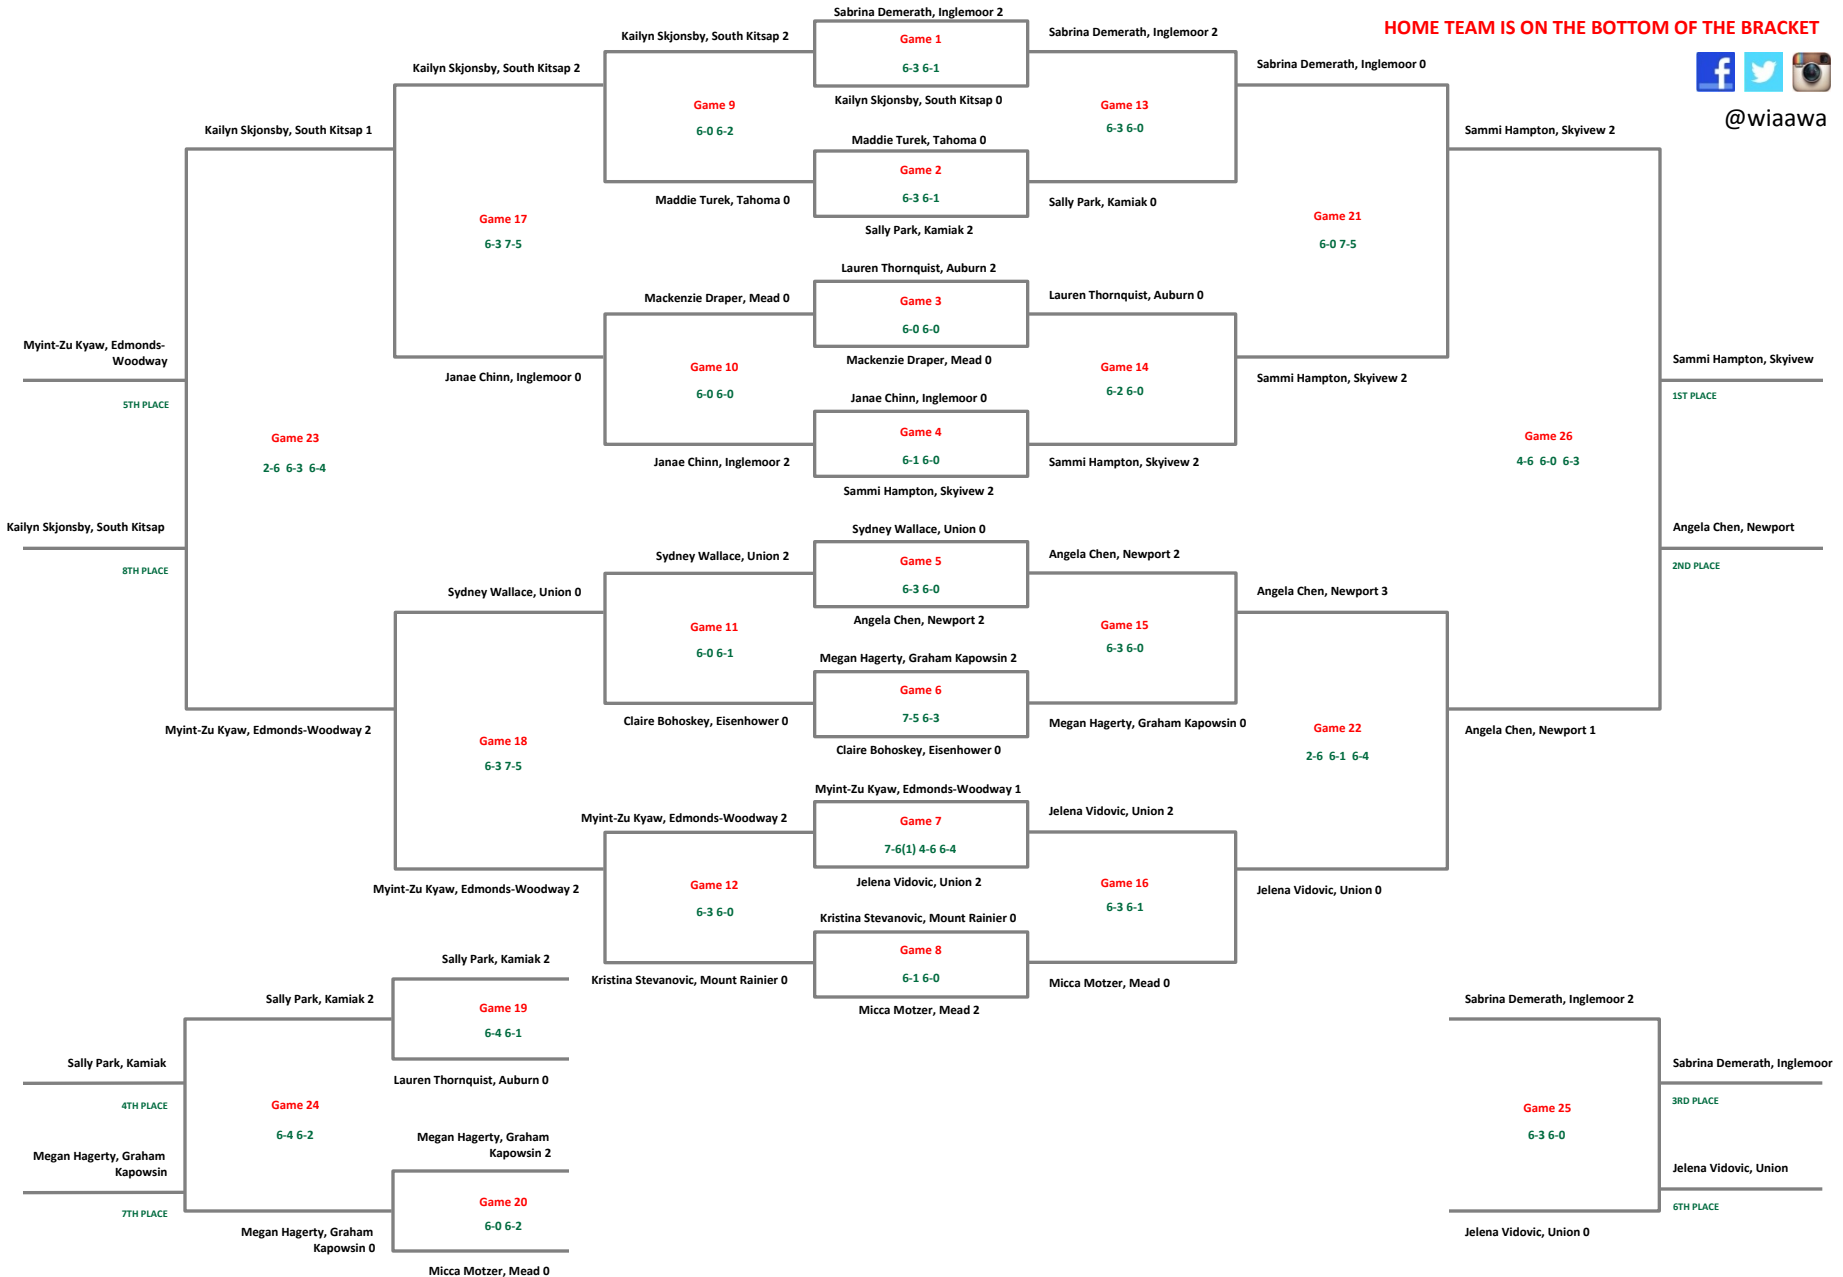 HOME TEAM IS ON THE BOTTOM OF THE BRACKET
@wiaawa
Sabrina Demerath, Inglemoor 2
Game 1
6-3 6-1
Kailyn Skjonsby, South Kitsap 0
Maddie Turek, Tahoma 0
Game 2
6-3 6-1
Sally Park, Kamiak 2
Lauren Thornquist, Auburn 2
Game 3
6-0 6-0
Mackenzie Draper, Mead 0
Janae Chinn, Inglemoor 0
Game 4
6-1 6-0
Sammi Hampton, Skyivew 2
Sydney Wallace, Union 0
Game 5
6-3 6-0
Angela Chen, Newport 2
Megan Hagerty, Graham Kapowsin 2
Game 6
7-5 6-3
Claire Bohoskey, Eisenhower 0
Myint-Zu Kyaw, Edmonds-Woodway 1
Game 7
7-6(1) 4-6 6-4
Jelena Vidovic, Union 2
Kristina Stevanovic, Mount Rainier 0
Game 8
6-1 6-0
Micca Motzer, Mead 2
Kailyn Skjonsby, South Kitsap 2
Game 9
6-0 6-2
Maddie Turek, Tahoma 0
Mackenzie Draper, Mead 0
Game 10
6-0 6-0
Janae Chinn, Inglemoor 2
Sydney Wallace, Union 2
Game 11
6-0 6-1
Claire Bohoskey, Eisenhower 0
Myint-Zu Kyaw, Edmonds-Woodway 2
Game 12
6-3 6-0
Kristina Stevanovic, Mount Rainier 0
Sabrina Demerath, Inglemoor 2
Game 13
6-3 6-0
Sally Park, Kamiak 0
Lauren Thornquist, Auburn 0
Game 14
6-2 6-0
Sammi Hampton, Skyivew 2
Angela Chen, Newport 2
Game 15
6-3 6-0
Megan Hagerty, Graham Kapowsin 0
Jelena Vidovic, Union 2
Game 16
6-3 6-1
Micca Motzer, Mead 0
Kailyn Skjonsby, South Kitsap 2
Game 17
6-3 7-5
Janae Chinn, Inglemoor 0
Sydney Wallace, Union 0
Game 18
6-3 7-5
Myint-Zu Kyaw, Edmonds-Woodway 2
Sally Park, Kamiak 2
Game 19
6-4 6-1
Lauren Thornquist, Auburn 0
Megan Hagerty, Graham
Kapowsin 2
Game 20
6-0 6-2
Micca Motzer, Mead 0
Sabrina Demerath, Inglemoor 0
Game 21
6-0 7-5
Sammi Hampton, Skyivew 2
Angela Chen, Newport 3
Game 22
2-6 6-1 6-4
Jelena Vidovic, Union 0
Kailyn Skjonsby, South Kitsap 1
Game 23
2-6 6-3 6-4
Myint-Zu Kyaw, Edmonds-Woodway 2
Myint-Zu Kyaw, Edmonds-
Woodway
5TH PLACE
Kailyn Skjonsby, South Kitsap
8TH PLACE
Sally Park, Kamiak 2
Game 24
6-4 6-2
Megan Hagerty, Graham
Kapowsin 0
Sally Park, Kamiak
4TH PLACE
Megan Hagerty, Graham
Kapowsin
7TH PLACE
Sabrina Demerath, Inglemoor 2
Game 25
6-3 6-0
Jelena Vidovic, Union 0
Sabrina Demerath, Inglemoor
3RD PLACE
Jelena Vidovic, Union
6TH PLACE
Sammi Hampton, Skyivew 2
Game 26
4-6 6-0 6-3
Angela Chen, Newport 1
Sammi Hampton, Skyivew
1ST PLACE
Angela Chen, Newport
2ND PLACE